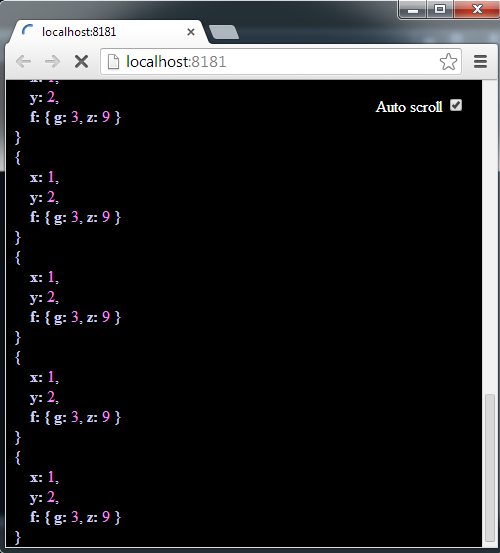 localhost:8181
localhost:8181
Auto scroll
y: 2,
f: { g: 3, z: 9 }
}
{
x: 1,
y: 2,
f: { g: 3, z: 9 }
}
{
x: 1,
y: 2,
f: { g: 3, z: 9 }
}
{
x: 1,
y: 2,
f: { g: 3, z: 9 }
}
{
x: 1,
y: 2,
f: { g: 3, z: 9 }
}